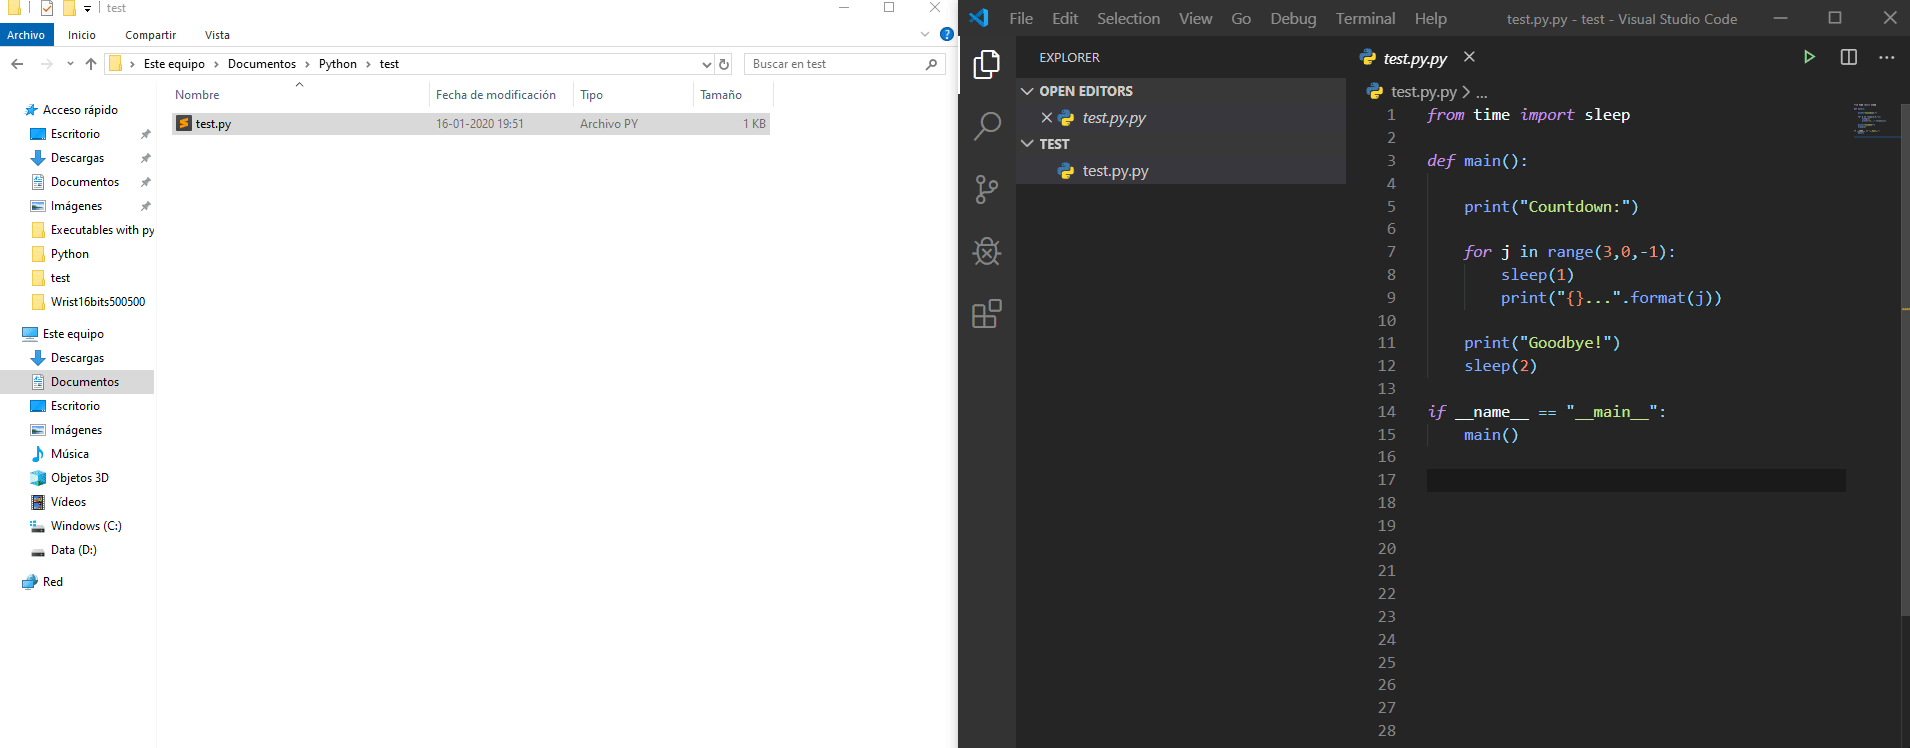 test
Archivo Inicio Compartir Vista
Este equipo Documentos Python test
Buscar en test
Nombre Fecha de modificación Tipo Tamaño
test.py 16-01-2020 19:51 Archivo PY 1 KB
Acceso rápido
Escritorio
Descargas
Documentos
Imágenes
Executables with py
Python
test
Wrist16bits500500
Este equipo
Descargas
Documentos
Escritorio
Imágenes
Música
Objetos 3D
Vídeos
Windows (C:)
Data (D:)
Red
File Edit Selection View Go Debug Terminal Help test.py.py - test - Visual Studio Code
EXPLORER
OPEN EDITORS
test.py.py
TEST
test.py.py
test.py.py
test.py.py > ...
1 from time import sleep
2
3 def main():
4
5 print("Countdown:")
6
7 for j in range(3,0,-1):
8 sleep(1)
9 print("{}...".format(j))
10
11 print("Goodbye!")
12 sleep(2)
13
14 if __name__ == "__main__":
15 main()
16
17
18
19
20
21
22
23
24
25
26
27
28